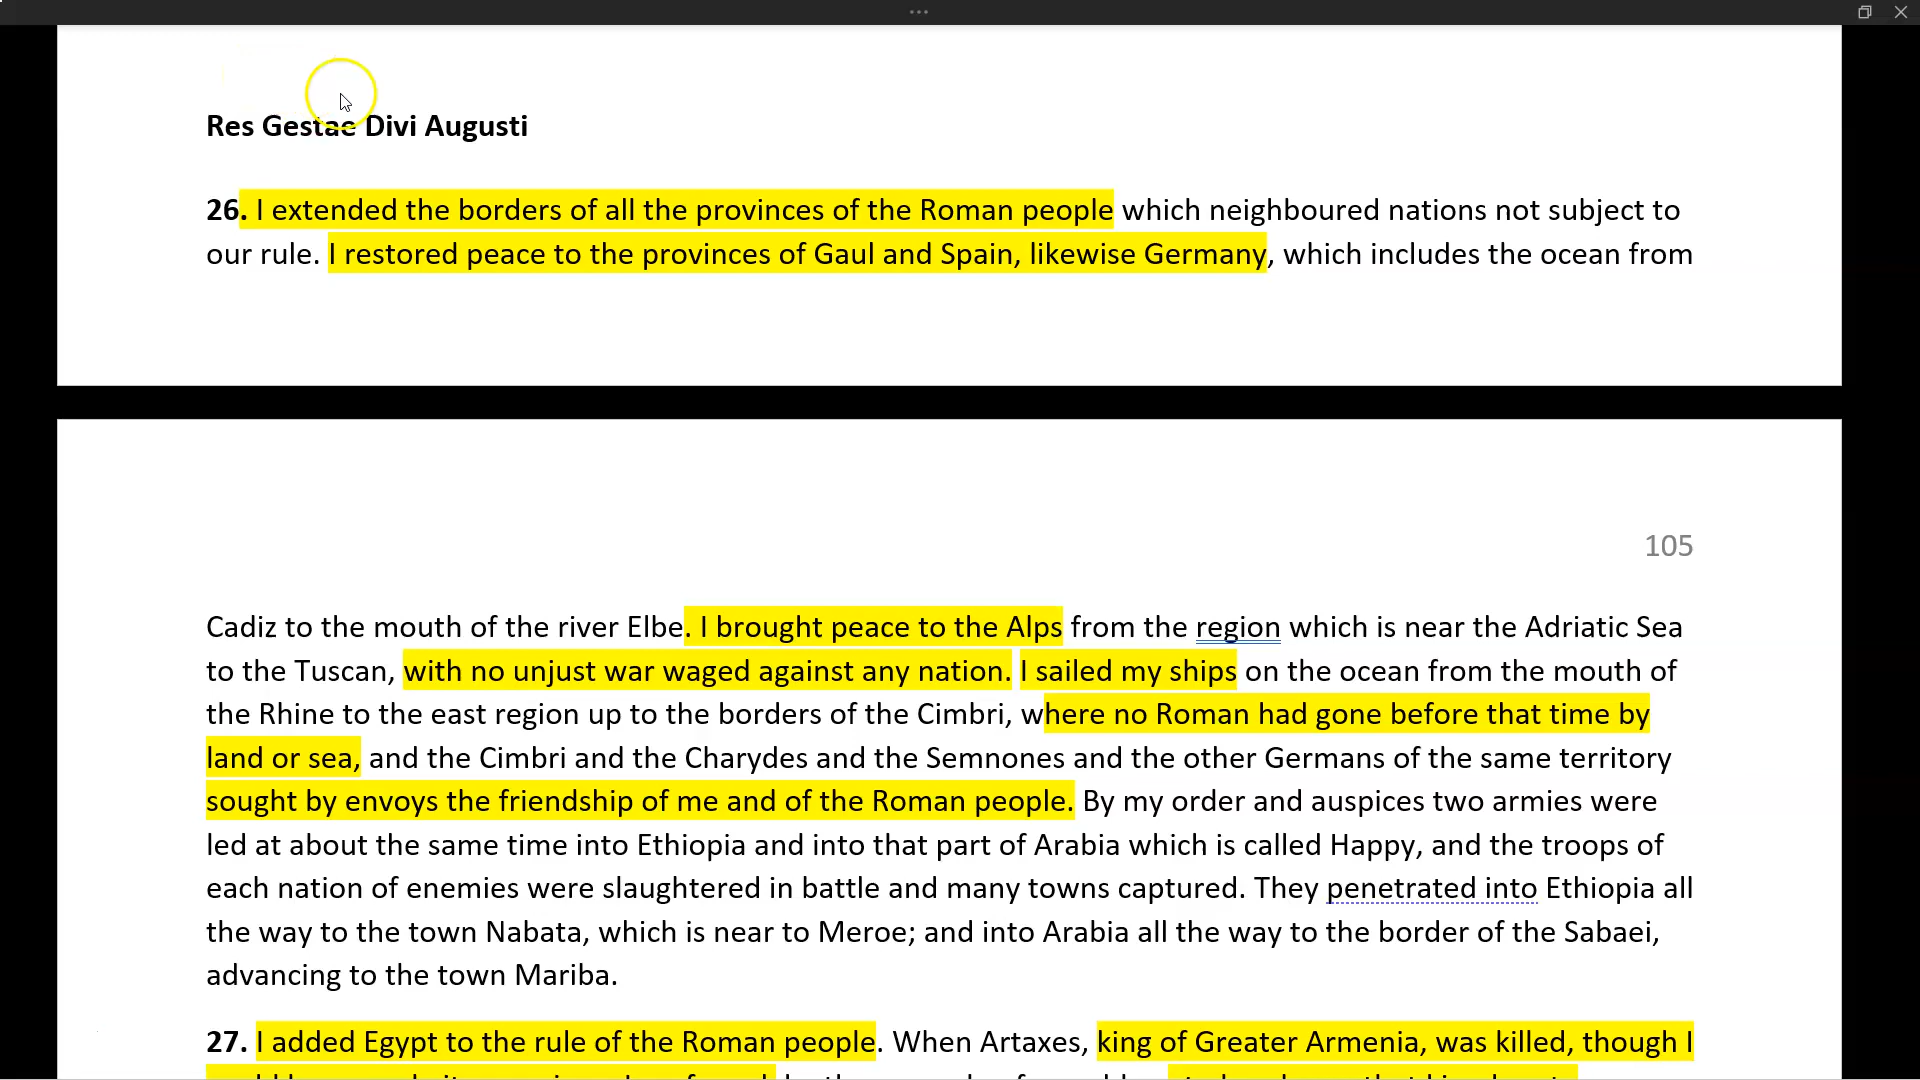 Res Gestae Divi Augusti
26. I extended the borders of all the provinces of the Roman people which neighboured nations not subject to
our rule. I restored peace to the provinces of Gaul and Spain, likewise Germany, which includes the ocean from
105
Cadiz to the mouth of the river Elbe. I brought peace to the Alps from the region which is near the Adriatic Sea
to the Tuscan, with no unjust war waged against any nation. I sailed my ships on the ocean from the mouth of
the Rhine to the east region up to the borders of the Cimbri, where no Roman had gone before that time by
land or sea, and the Cimbri and the Charydes and the Semnones and the other Germans of the same territory
sought by envoys the friendship of me and of the Roman people. By my order and auspices two armies were
led at about the same time into Ethiopia and into that part of Arabia which is called Happy, and the troops of
each nation of enemies were slaughtered in battle and many towns captured. They penetrated into Ethiopia all
the way to the town Nabata, which is near to Meroe; and into Arabia all the way to the border of the Sabaei,
advancing to the town Mariba.
27. I added Egypt to the rule of the Roman people. When Artaxes, king of Greater Armenia, was killed, though I